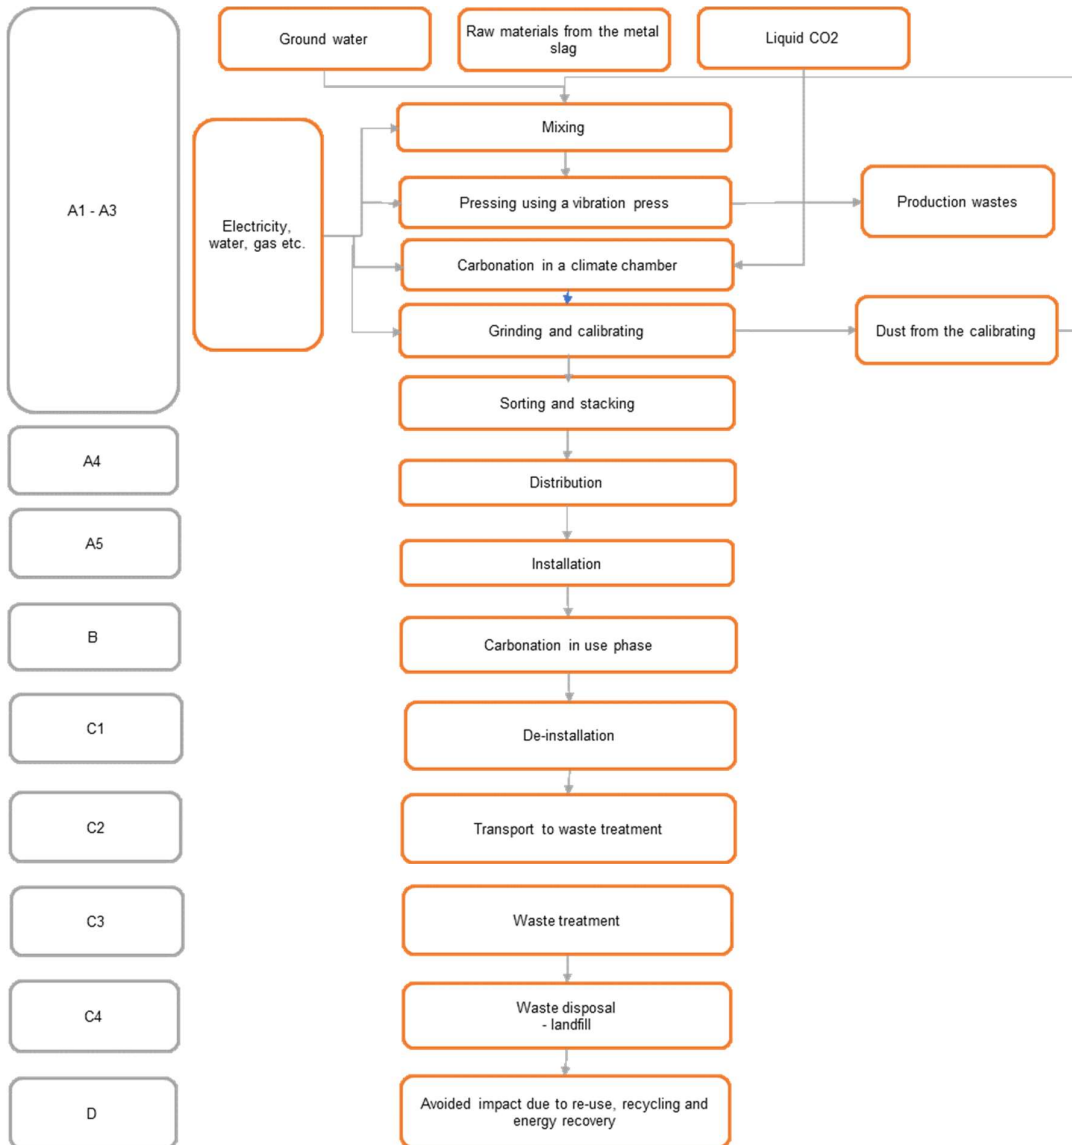 Ground water
Raw materials from the metal
slag
Liquid CO2
A1 - A3
Electricity,
water, gas etc.
Mixing
Pressing using a vibration press
Production wastes
Carbonation in a climate chamber
Grinding and calibrating
Dust from the calibrating
Sorting and stacking
A4
Distribution
A5
Installation
B
Carbonation in use phase
C1
De-installation
C2
Transport to waste treatment
C3
Waste treatment
C4
Waste disposal
- landfill
D
Avoided impact due to re-use, recycling and
energy recovery